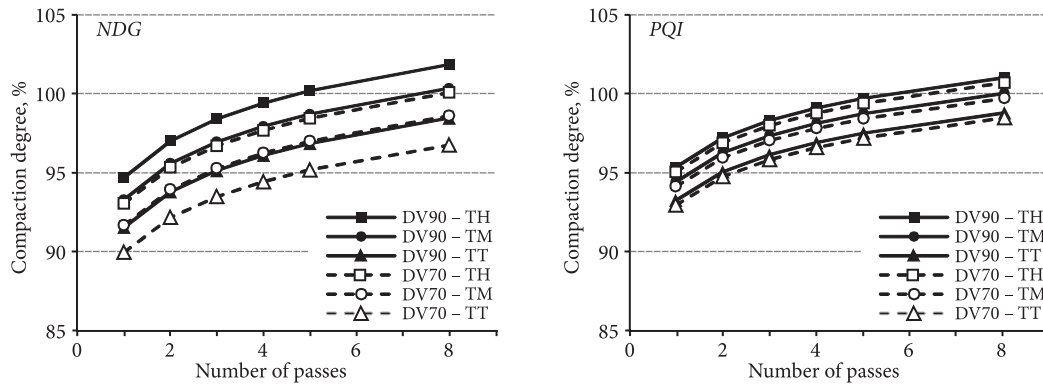 NDG
Compaction degree, %
105
100
95
90
85
0
2
4
6
8
Number of passes
DV90 – TH
DV90 – TM
DV90 – TT
DV70 – TH
DV70 – TM
DV70 – TT
PQI
Compaction degree, %
105
100
95
90
85
0
2
4
6
8
Number of passes
DV90 – TH
DV90 – TM
DV90 – TT
DV70 – TH
DV70 – TM
DV70 – TT